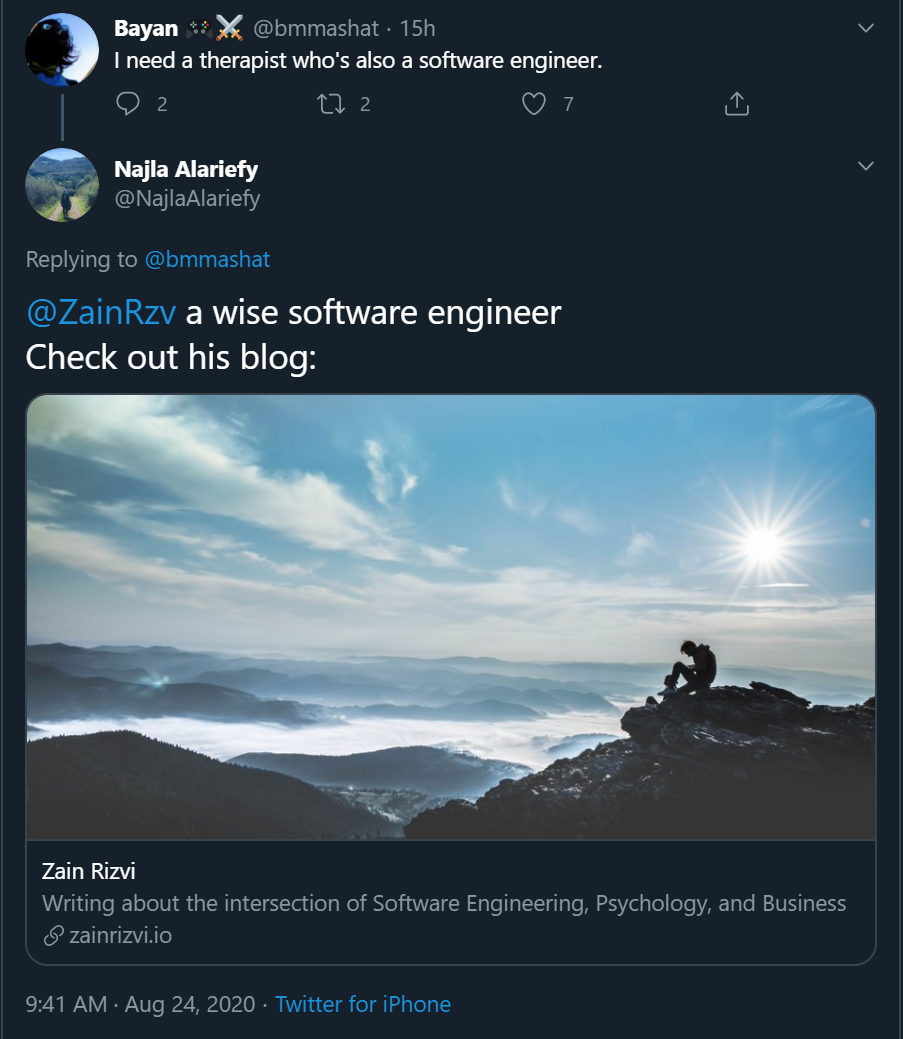 Bayan 🎮⚔️ @bmmashat · 15h
I need a therapist who's also a software engineer.
2 2 7
Najla Alariefy
@NajlaAlariefy
Replying to @bmmashat
@ZainRzv a wise software engineer
Check out his blog:
Zain Rizvi
Writing about the intersection of Software Engineering, Psychology, and Business
zainrizvi.io
9:41 AM · Aug 24, 2020 · Twitter for iPhone